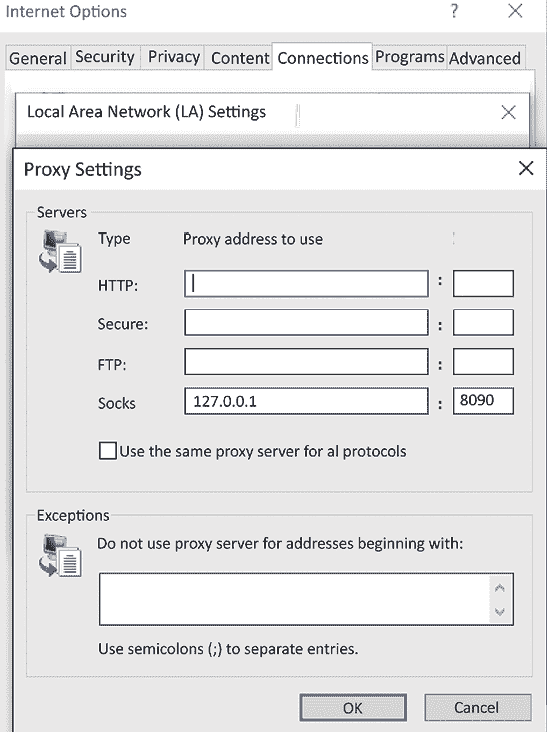 Internet Options ?
General Security Privacy Content Connections Programs Advanced
Local Area Network (LA) Settings
Proxy Settings
Servers
Type Proxy address to use
HTTP: :
Secure: :
FTP: :
Socks 127.0.0.1 : 8090
Use the same proxy server for al protocols
Exceptions
Do not use proxy server for addresses beginning with:
Use semicolons (;) to separate entries.
OK Cancel